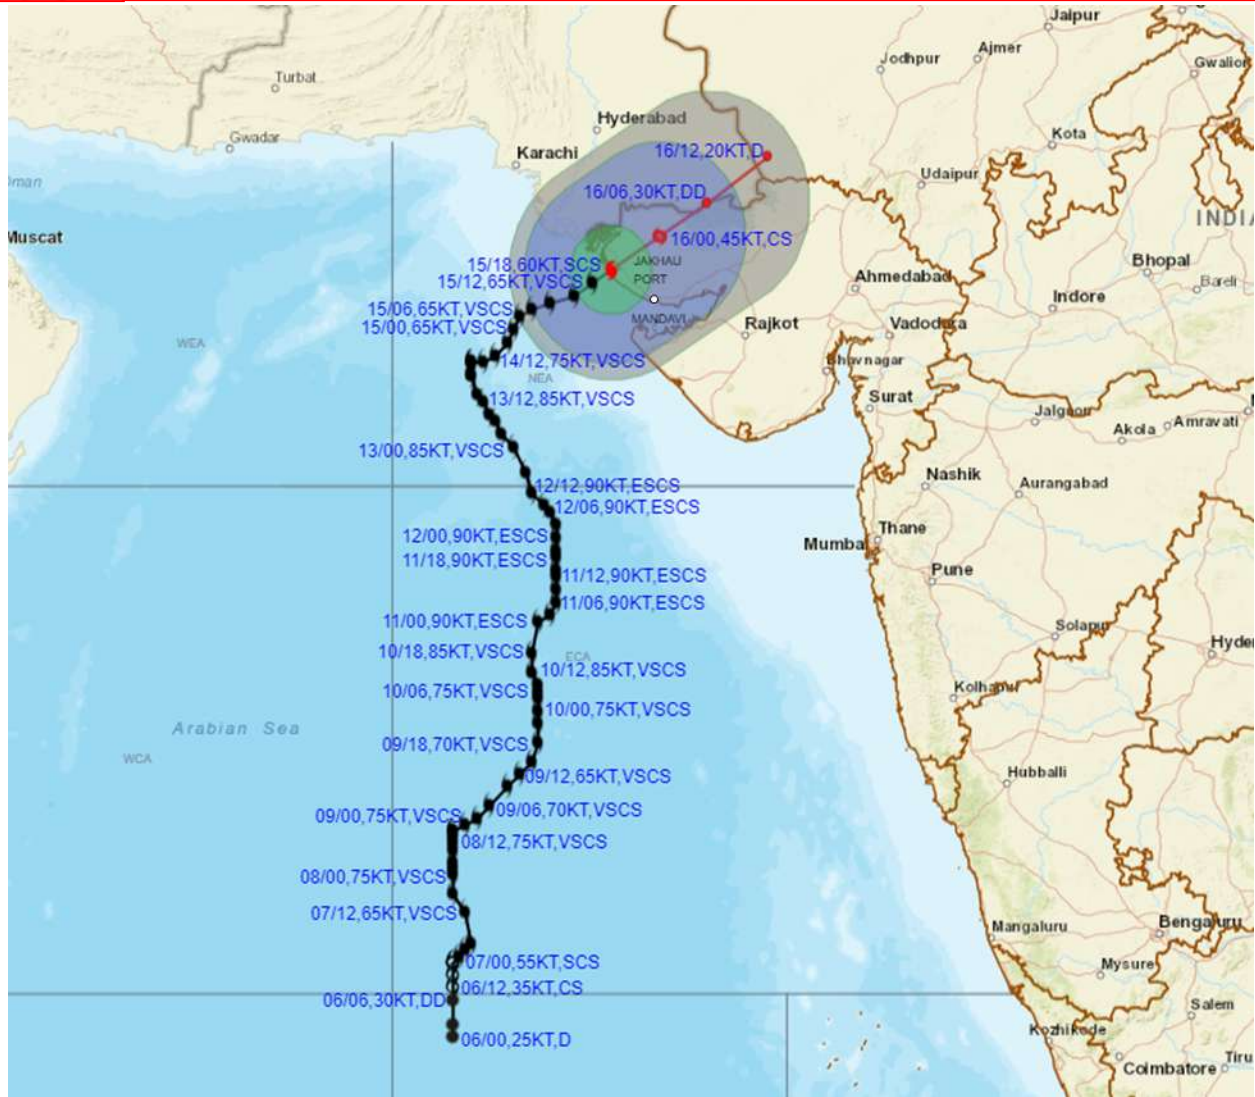 Jaipur
Jodhpur
Ajmer
Gwalior
Turbat
Gwadar
Hyderabad
Karachi
Kota
16/12,20KT,D
Udaipur
16/06,30KT,DD
INDIA
Muscat
16/00,45KT,CS
15/18,60KT,SCS
JAKHAU
PORT
15/12,65KT,VSCS
Ahmedabad
Bhopal
Bareli
Indore
15/06,65KT,VSCS
MANDAVI
15/00,65KT,VSCS
Rajkot
Vadodara
WEA
14/12,75KT,VSCS
Bhavnagar
NEA
13/12,85KT,VSCS
Surat
Jalgaon
Akola
Amravati
13/00,85KT,VSCS
Nashik
Aurangabad
12/12,90KT,ESCS
12/06,90KT,ESCS
12/00,90KT,ESCS
Thane
Mumbai
11/18,90KT,ESCS
11/12,90KT,ESCS
Pune
11/06,90KT,ESCS
11/00,90KT,ESCS
Solapur
10/18,85KT,VSCS
ECA
Hyder
10/12,85KT,VSCS
10/06,75KT,VSCS
Kolhapur
10/00,75KT,VSCS
Arabian Sea
09/18,70KT,VSCS
WCA
09/12,65KT,VSCS
Hubballi
09/06,70KT,VSCS
09/00,75KT,VSCS
08/12,75KT,VSCS
08/00,75KT,VSCS
07/12,65KT,VSCS
Mangaluru
Bengaluru
07/00,55KT,SCS
Mysure
06/12,35KT,CS
06/06,30KT,DD
Salem
06/00,25KT,D
Kozhikode
Coimbatore
Tiru